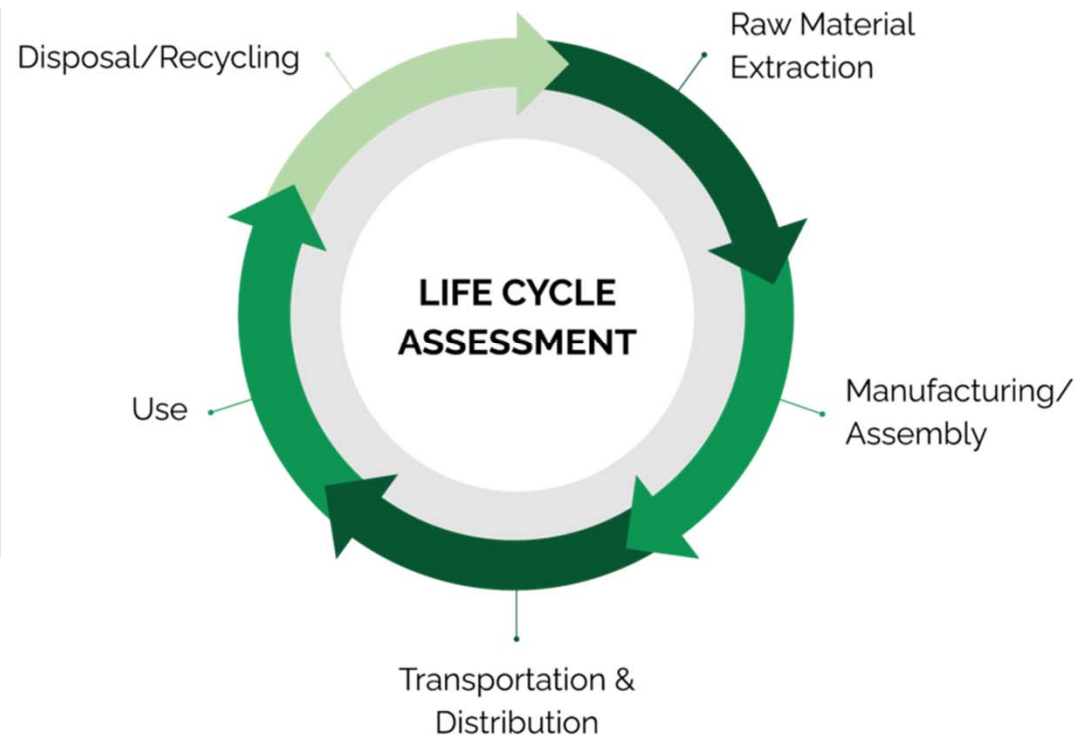 Raw Material
Extraction
Manufacturing/
Assembly
Transportation &
Distribution
Use
Disposal/Recycling
LIFE CYCLE
ASSESSMENT